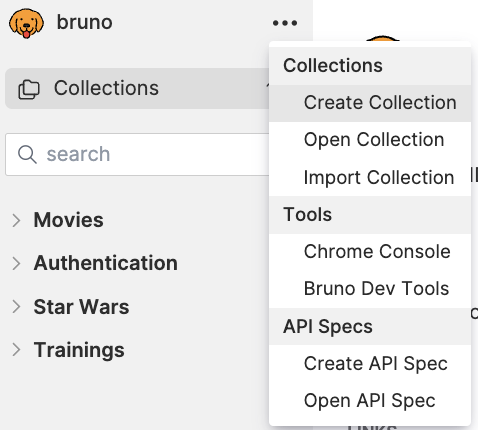 bruno
Collections
search
Movies
Authentication
Star Wars
Trainings
Collections
Create Collection
Open Collection
Import Collection
Tools
Chrome Console
Bruno Dev Tools
API Specs
Create API Spec
Open API Spec